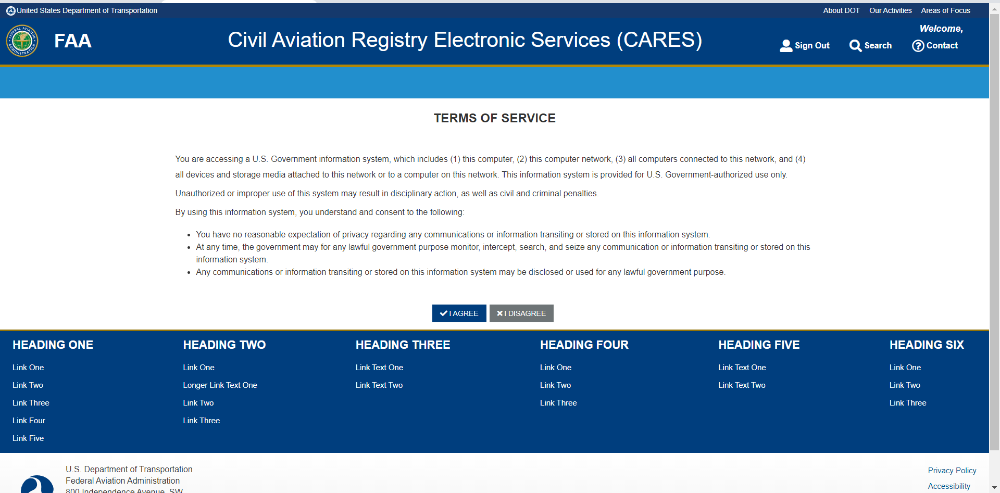 United States Department of Transportation
About DOT Our Activities Areas of Focus
FEDERAL AVIATION ADMINISTRATION
FAA
Civil Aviation Registry Electronic Services (CARES)
Welcome,
Sign Out Search Contact
TERMS OF SERVICE
You are accessing a U.S. Government information system, which includes (1) this computer, (2) this computer network, (3) all computers connected to this network, and (4)
all devices and storage media attached to this network or to a computer on this network. This information system is provided for U.S. Government-authorized use only.
Unauthorized or improper use of this system may result in disciplinary action, as well as civil and criminal penalties.
By using this information system, you understand and consent to the following:
• You have no reasonable expectation of privacy regarding any communications or information transiting or stored on this information system.
• At any time, the government may for any lawful government purpose monitor, intercept, search, and seize any communication or information transiting or stored on this
information system.
• Any communications or information transiting or stored on this information system may be disclosed or used for any lawful government purpose.
I AGREE I DISAGREE
HEADING ONE
Link One
Link Two
Link Three
Link Four
Link Five
HEADING TWO
Link One
Longer Link Text One
Link Two
Link Three
HEADING THREE
Link Text One
Link Text Two
HEADING FOUR
Link One
Link Two
Link Three
HEADING FIVE
Link Text One
Link Text Two
HEADING SIX
Link One
Link Two
Link Three
U.S. Department of Transportation
Federal Aviation Administration
800 Independence Avenue, SW
Privacy Policy
Accessibility